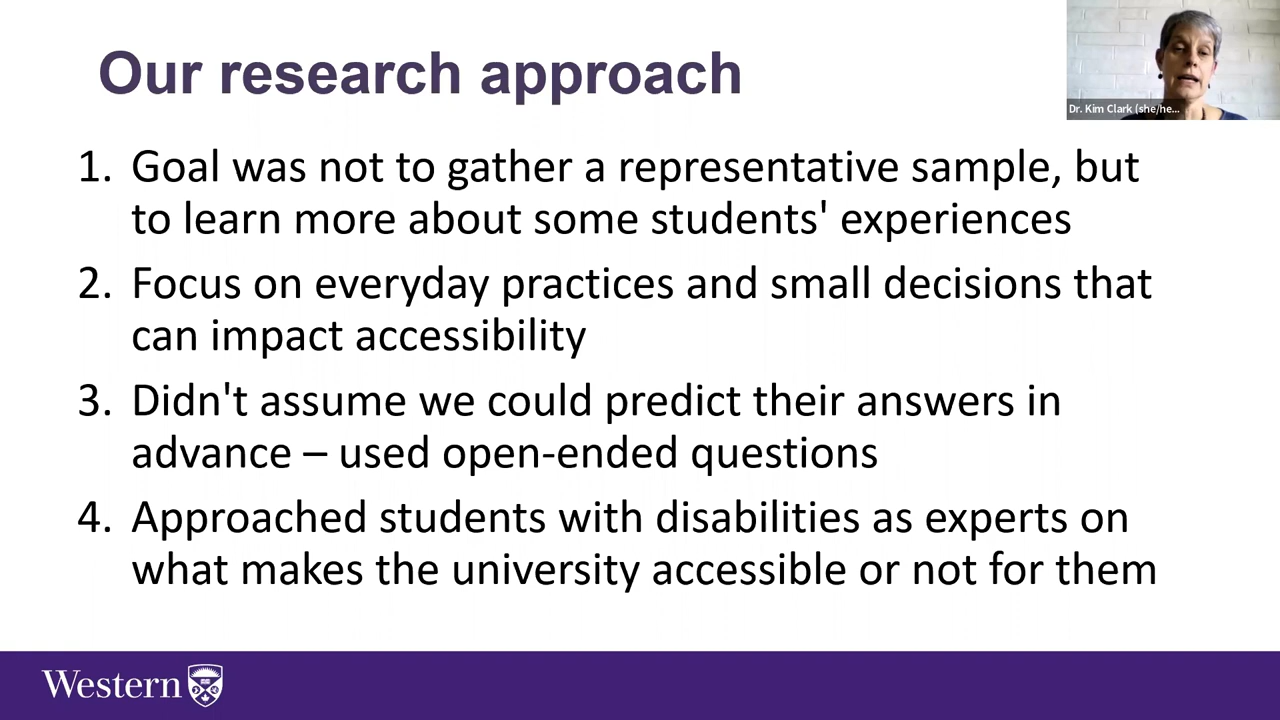 Our research approach
Dr. Kim Clark (she/he...
1. Goal was not to gather a representative sample, but
to learn more about some students' experiences
2. Focus on everyday practices and small decisions that
can impact accessibility
3. Didn't assume we could predict their answers in
advance – used open-ended questions
4. Approached students with disabilities as experts on
what makes the university accessible or not for them
Western